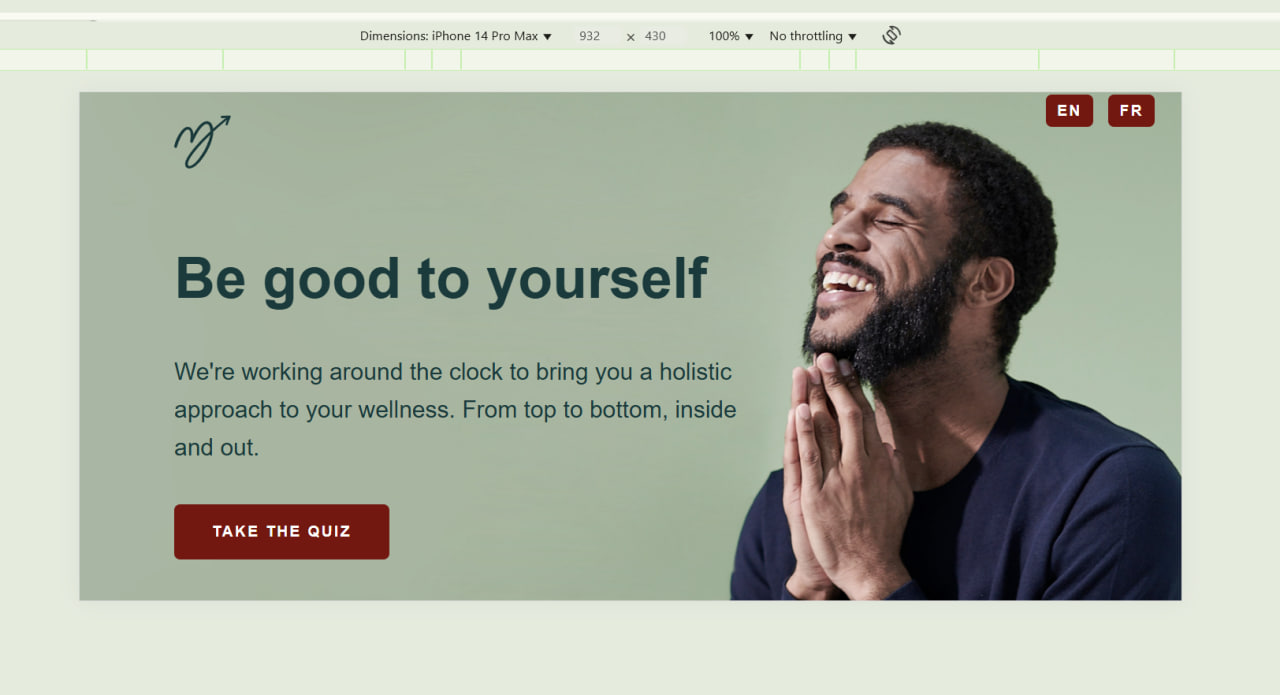 Dimensions: iPhone 14 Pro Max ▼ 932 × 430 100% ▼ No throttling ▼
EN FR
Be good to yourself
We're working around the clock to bring you a holistic
approach to your wellness. From top to bottom, inside
and out.
TAKE THE QUIZ